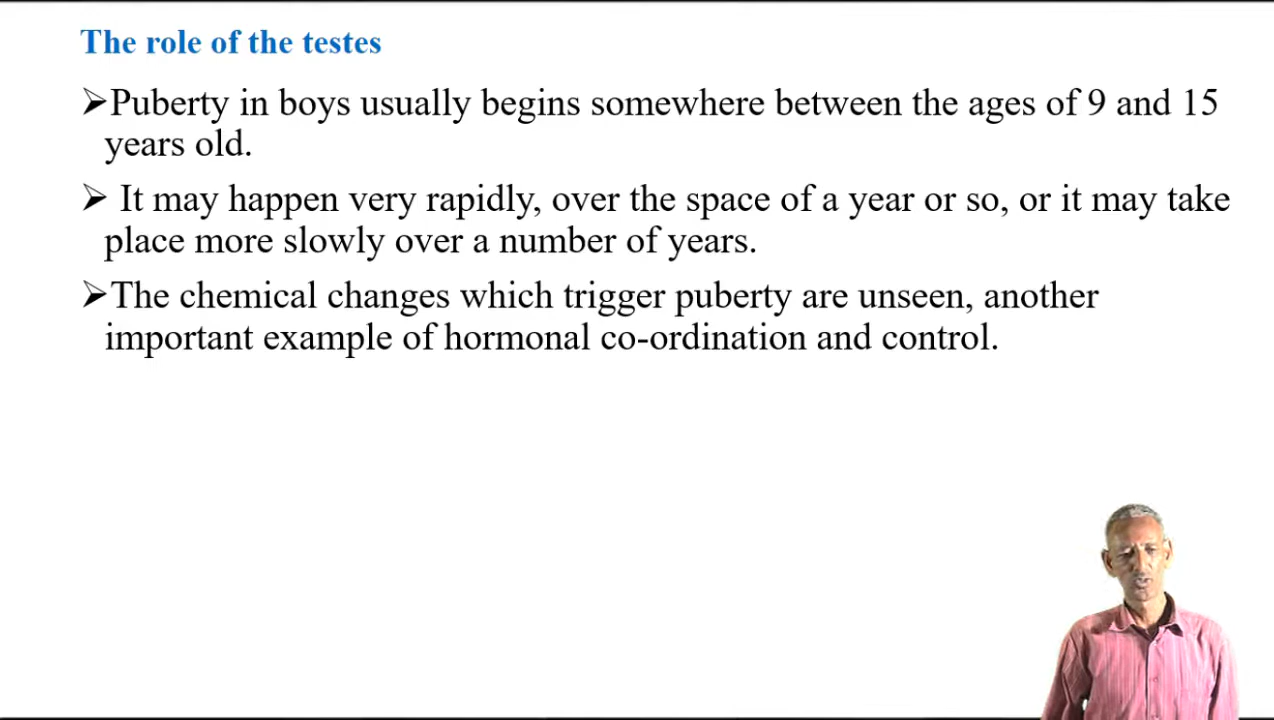 The role of the testes
➢Puberty in boys usually begins somewhere between the ages of 9 and 15
years old.
➢ It may happen very rapidly, over the space of a year or so, or it may take
place more slowly over a number of years.
➢The chemical changes which trigger puberty are unseen, another
important example of hormonal co-ordination and control.